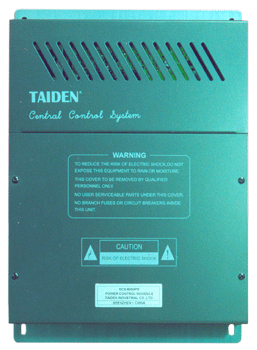 TAIDEN®
Central Control System
WARNING
TO REDUCE THE RISK OF ELECTRIC SHOCK,DO NOT
EXPOSE THIS EQUIPMENT TO RAIN OR MOISTURE.
THIS COVER TO BE REMOVED BY QUALIFIED
PERSONNEL ONLY.
NO USER SERVICEABLE PARTS UNDER THIS COVER.
NO BRANCH FUSES OR CIRCUIT BREAKERS INSIDE
THIS UNIT.
CAUTION
RISK OF ELECTRIC SHOCK
POWER CONTROL MODULE
TAIDEN INDUSTRIAL CO.,LTD
SHENZHEN CHINA